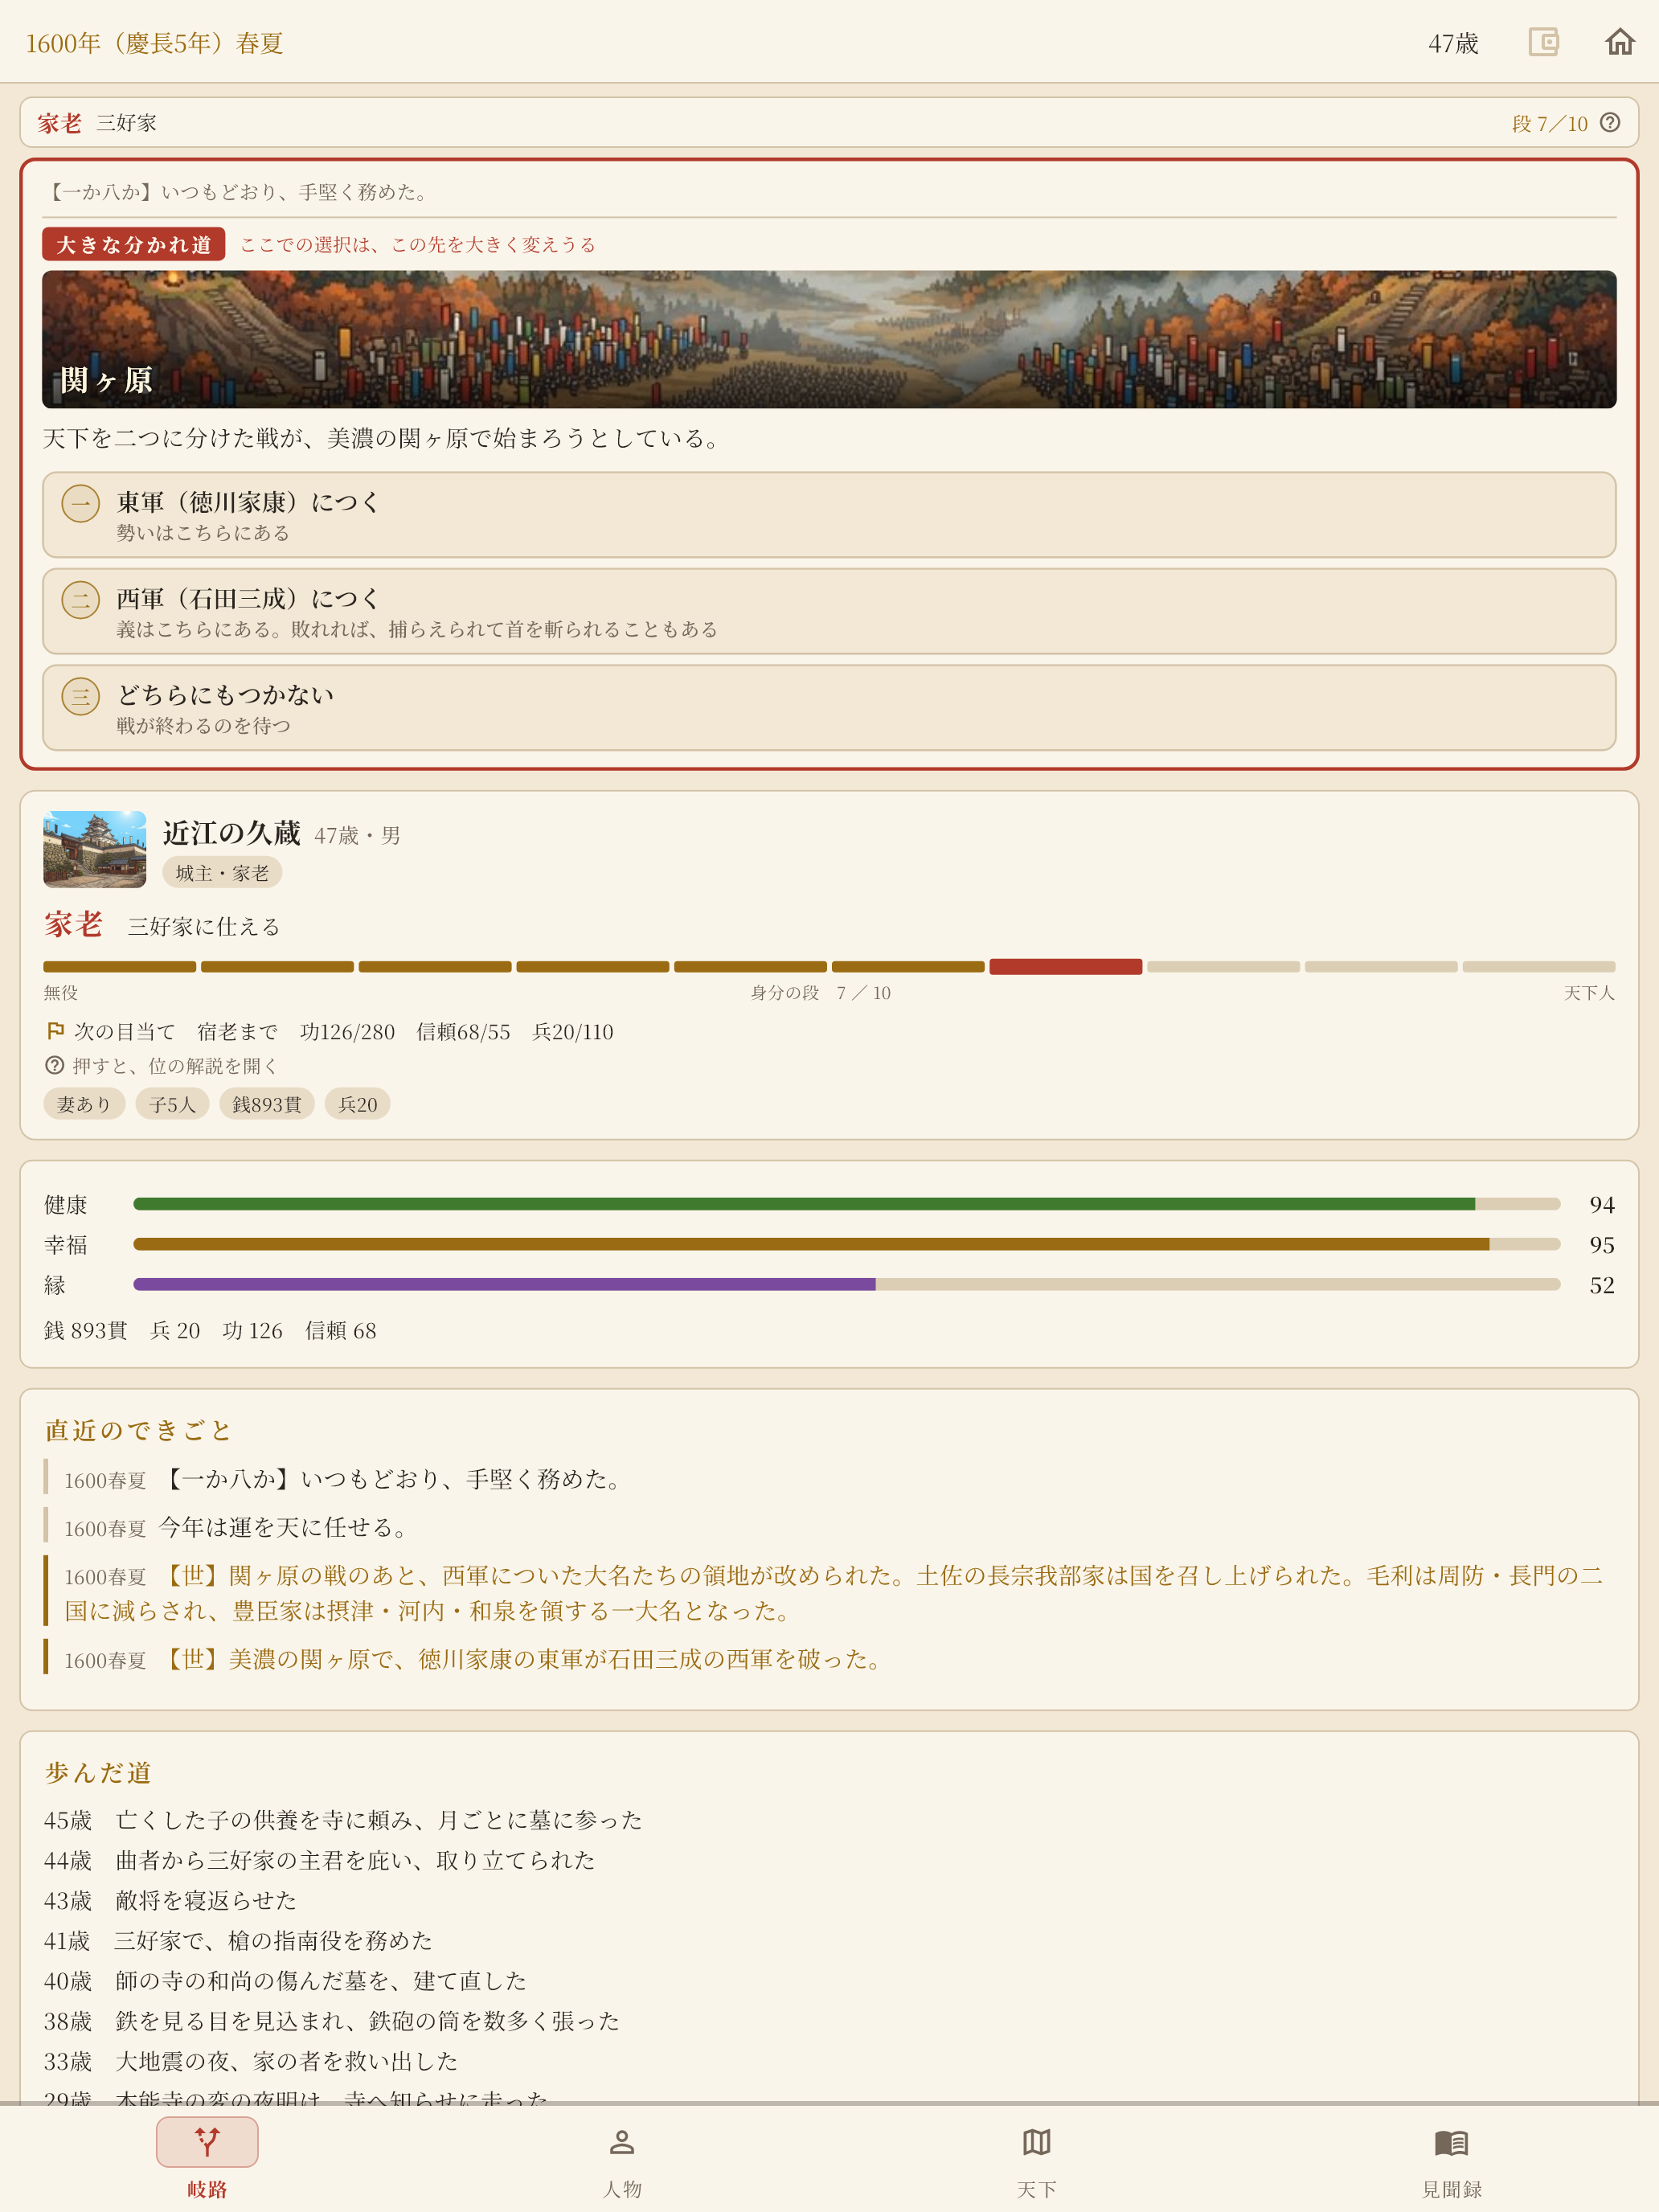 1600年（慶長5年）春夏
47歳
家老 三好家
段 7／10
【一か八か】いつもどおり、手堅く務めた。
大きな分かれ道 ここでの選択は、この先を大きく変えうる
関ヶ原
天下を二つに分けた戦が、美濃の関ヶ原で始まろうとしている。
一 東軍（徳川家康）につく
勢いはこちらにある
二 西軍（石田三成）につく
義はこちらにある。敗れれば、捕らえられて首を斬られることもある
三 どちらにもつかない
戦が終わるのを待つ
近江の久蔵 47歳・男
城主・家老
家老 三好家に仕える
無役 身分の段 7 ／ 10 天下人
次の目当て 宿老まで 功126/280 信頼68/55 兵20/110
押すと、位の解説を開く
妻あり 子5人 銭893貫 兵20
健康 94
幸福 95
縁 52
銭 893貫 兵 20 功 126 信頼 68
直近のできごと
1600春夏 【一か八か】いつもどおり、手堅く務めた。
1600春夏 今年は運を天に任せる。
1600春夏 【世】関ヶ原の戦のあと、西軍についた大名たちの領地が改められた。土佐の長宗我部家は国を召し上げられた。毛利は周防・長門の二
国に減らされ、豊臣家は摂津・河内・和泉を領する一大名となった。
1600春夏 【世】美濃の関ヶ原で、徳川家康の東軍が石田三成の西軍を破った。
歩んだ道
45歳 亡くした子の供養を寺に頼み、月ごとに墓に参った
44歳 曲者から三好家の主君を庇い、取り立てられた
43歳 敵将を寝返らせた
41歳 三好家で、槍の指南役を務めた
40歳 師の寺の和尚の傷んだ墓を、建て直した
38歳 鉄を見る目を見込まれ、鉄砲の筒を数多く張った
33歳 大地震の夜、家の者を救い出した
29歳 本能寺の変の夜明け、寺へ知らせに走った
岐路
人物
天下
見聞録